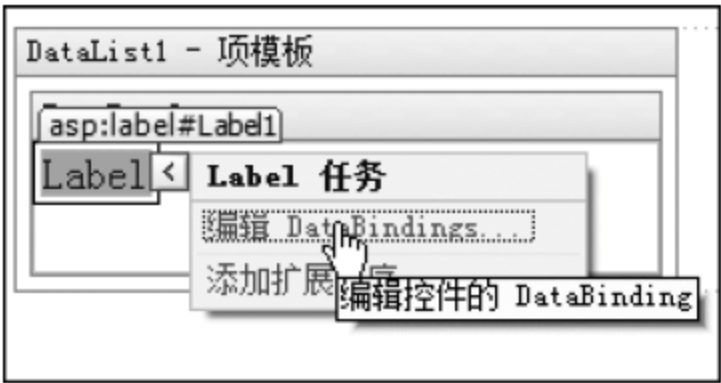 DataList1 - 项模板
asp:label#Label1
Label <
Label 任务
编辑 DataBindings...
添加扩展 序
编辑控件的 DataBinding